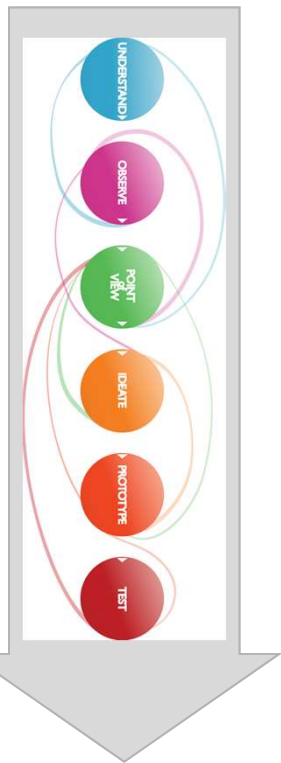 UNDERSTAND
OBSERVE
POINT
of
VIEW
IDEATE
PROTOTYPE
TEST